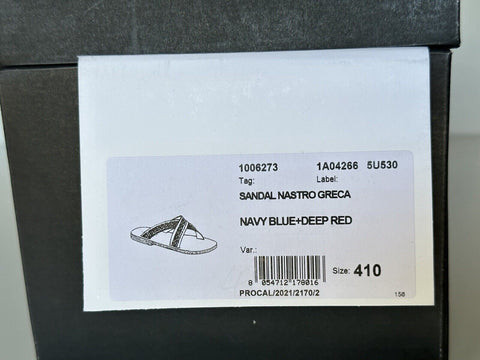 1006273 1A04266 5U530
Tag: Label:
SANDAL NASTRO GRECA
NAVY BLUE+DEEP RED
Var.:
Size: 410
8 054712 178016
PROCAL/2021/2170/2
158